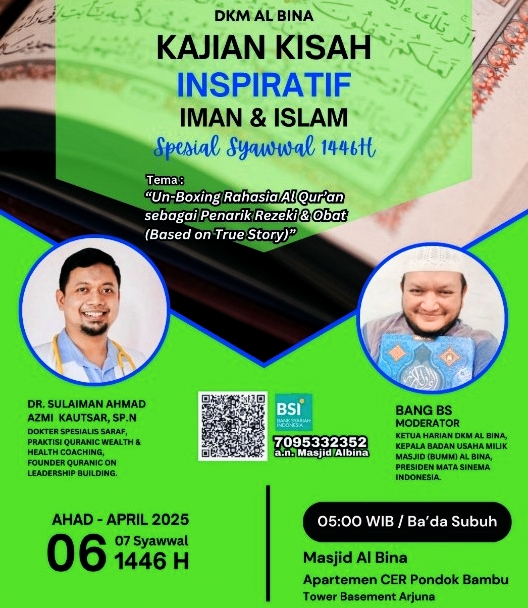 DKM AL BINA
KAJIAN KISAH
INSPIRATIF
IMAN & ISLAM
Spesial Syawwal 1446H
Tema :
“Un-Boxing Rahasia Al Qur’an
sebagai Penarik Rezeki & Obat
(Based on True Story)”
DR. SULAIMAN AHMAD
AZMI KAUTSAR, SP.N
DOKTER SPESIALIS SARAF,
PRAKTISI QURANIC WEALTH &
HEALTH COACHING,
FOUNDER QURANIC ON
LEADERSHIP BUILDING.
BSI
BANK SYARIAH
INDONESIA
7095332352
a.n. Masjid Albina
BANG BS
MODERATOR
KETUA HARIAN DKM AL BINA,
KEPALA BADAN USAHA MILIK
MASJID (BUMM) AL BINA,
PRESIDEN MATA SINEMA
INDONESIA.
AHAD - APRIL 2025
06 07 Syawwal
1446 H
05:00 WIB / Ba’da Subuh
Masjid Al Bina
Apartemen CER Pondok Bambu
Tower Basement Arjuna